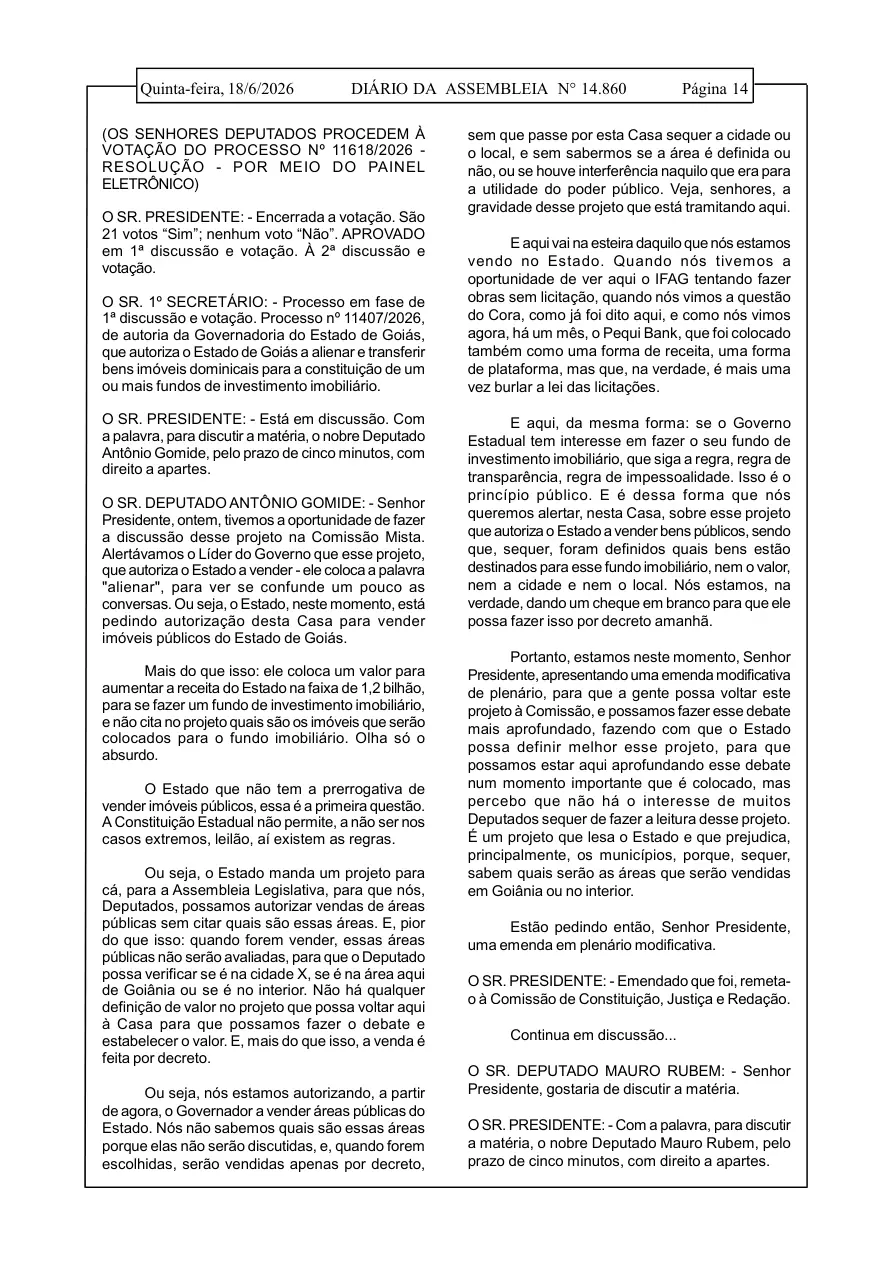 Quinta-feira, 18/6/2026 DIÁRIO DA ASSEMBLEIA N° 14.860 Página 14
(OS SENHORES DEPUTADOS PROCEDEM À
VOTAÇÃO DO PROCESSO Nº 11618/2026 -
RESOLUÇÃO - POR MEIO DO PAINEL
ELETRÔNICO)
O SR. PRESIDENTE: - Encerrada a votação. São
21 votos “Sim”; nenhum voto “Não”. APROVADO
em 1ª discussão e votação. À 2ª discussão e
votação.
O SR. 1º SECRETÁRIO: - Processo em fase de
1ª discussão e votação. Processo nº 11407/2026,
de autoria da Governadoria do Estado de Goiás,
que autoriza o Estado de Goiás a alienar e transferir
bens imóveis dominicais para a constituição de um
ou mais fundos de investimento imobiliário.
O SR. PRESIDENTE: - Está em discussão. Com
a palavra, para discutir a matéria, o nobre Deputado
Antônio Gomide, pelo prazo de cinco minutos, com
direito a apartes.
O SR. DEPUTADO ANTÔNIO GOMIDE: - Senhor
Presidente, ontem, tivemos a oportunidade de fazer
a discussão desse projeto na Comissão Mista.
Alertávamos o Líder do Governo que esse projeto,
que autoriza o Estado a vender - ele coloca a palavra
"alienar", para ver se confunde um pouco as
conversas. Ou seja, o Estado, neste momento, está
pedindo autorização desta Casa para vender
imóveis públicos do Estado de Goiás.
Mais do que isso: ele coloca um valor para
aumentar a receita do Estado na faixa de 1,2 bilhão,
para se fazer um fundo de investimento imobiliário,
e não cita no projeto quais são os imóveis que serão
colocados para o fundo imobiliário. Olha só o
absurdo.
O Estado que não tem a prerrogativa de
vender imóveis públicos, essa é a primeira questão.
A Constituição Estadual não permite, a não ser nos
casos extremos, leilão, aí existem as regras.
Ou seja, o Estado manda um projeto para
cá, para a Assembleia Legislativa, para que nós,
Deputados, possamos autorizar vendas de áreas
públicas sem citar quais são essas áreas. E, pior
do que isso: quando forem vender, essas áreas
públicas não serão avaliadas, para que o Deputado
possa verificar se é na cidade X, se é na área aqui
de Goiânia ou se é no interior. Não há qualquer
definição de valor no projeto que possa voltar aqui
à Casa para que possamos fazer o debate e
estabelecer o valor. E, mais do que isso, a venda é
feita por decreto.
Ou seja, nós estamos autorizando, a partir
de agora, o Governador a vender áreas públicas do
Estado. Nós não sabemos quais são essas áreas
porque elas não serão discutidas, e, quando forem
escolhidas, serão vendidas apenas por decreto,
sem que passe por esta Casa sequer a cidade ou
o local, e sem sabermos se a área é definida ou
não, ou se houve interferência naquilo que era para
a utilidade do poder público. Veja, senhores, a
gravidade desse projeto que está tramitando aqui.
E aqui vai na esteira daquilo que nós estamos
vendo no Estado. Quando nós tivemos a
oportunidade de ver aqui o IFAG tentando fazer
obras sem licitação, quando nós vimos a questão
do Cora, como já foi dito aqui, e como nós vimos
agora, há um mês, o Pequi Bank, que foi colocado
também como uma forma de receita, uma forma
de plataforma, mas que, na verdade, é mais uma
vez burlar a lei das licitações.
E aqui, da mesma forma: se o Governo
Estadual tem interesse em fazer o seu fundo de
investimento imobiliário, que siga a regra, regra de
transparência, regra de impessoalidade. Isso é o
princípio público. E é dessa forma que nós
queremos alertar, nesta Casa, sobre esse projeto
que autoriza o Estado a vender bens públicos, sendo
que, sequer, foram definidos quais bens estão
destinados para esse fundo imobiliário, nem o valor,
nem a cidade e nem o local. Nós estamos, na
verdade, dando um cheque em branco para que ele
possa fazer isso por decreto amanhã.
Portanto, estamos neste momento, Senhor
Presidente, apresentando uma emenda modificativa
de plenário, para que a gente possa voltar este
projeto à Comissão, e possamos fazer esse debate
mais aprofundado, fazendo com que o Estado
possa definir melhor esse projeto, para que
possamos estar aqui aprofundando esse debate
num momento importante que é colocado, mas
percebo que não há o interesse de muitos
Deputados sequer de fazer a leitura desse projeto.
É um projeto que lesa o Estado e que prejudica,
principalmente, os municípios, porque, sequer,
sabem quais serão as áreas que serão vendidas
em Goiânia ou no interior.
Estão pedindo então, Senhor Presidente,
uma emenda em plenário modificativa.
O SR. PRESIDENTE: - Emendado que foi, remeta-
o à Comissão de Constituição, Justiça e Redação.
Continua em discussão...
O SR. DEPUTADO MAURO RUBEM: - Senhor
Presidente, gostaria de discutir a matéria.
O SR. PRESIDENTE: - Com a palavra, para discutir
a matéria, o nobre Deputado Mauro Rubem, pelo
prazo de cinco minutos, com direito a apartes.